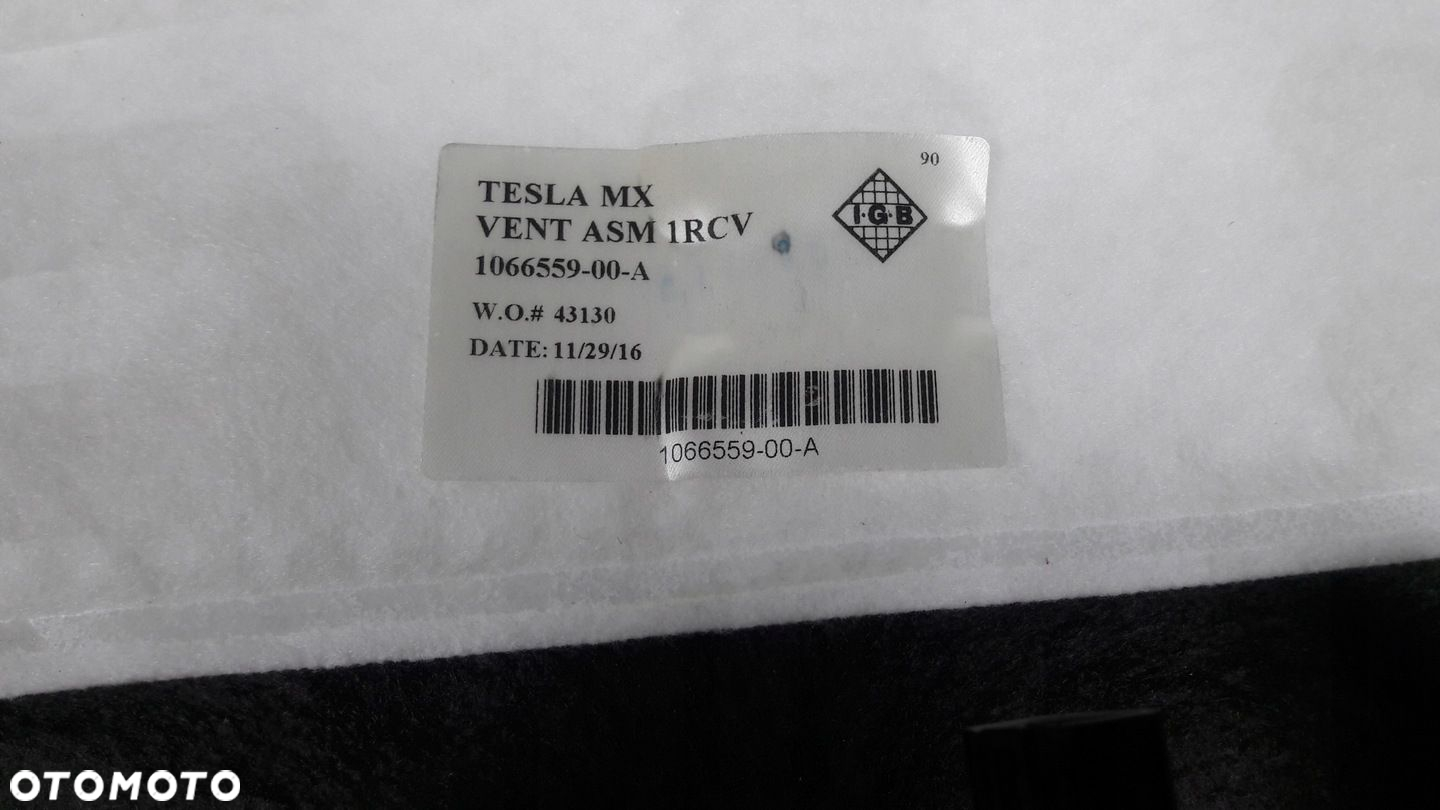 90
TESLA MX
VENT ASM 1RCV
I·G·B
1066559-00-A
W.O.# 43130
DATE: 11/29/16
1066559-00-A
OTOMOTO